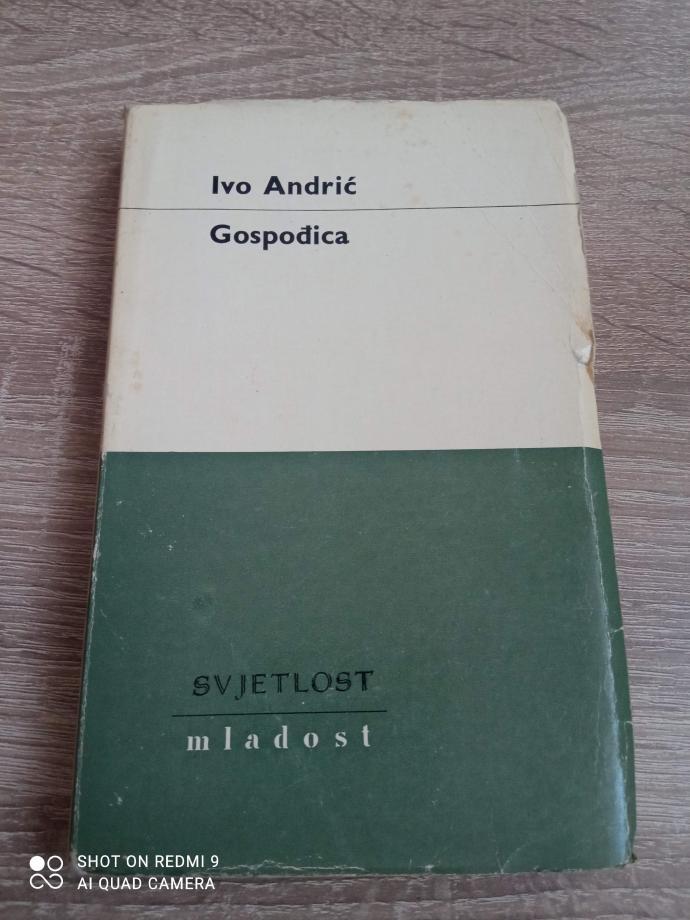 Ivo Andrić
Gospođica
SVJETLOST
mladost
SHOT ON REDMI 9
AI QUAD CAMERA